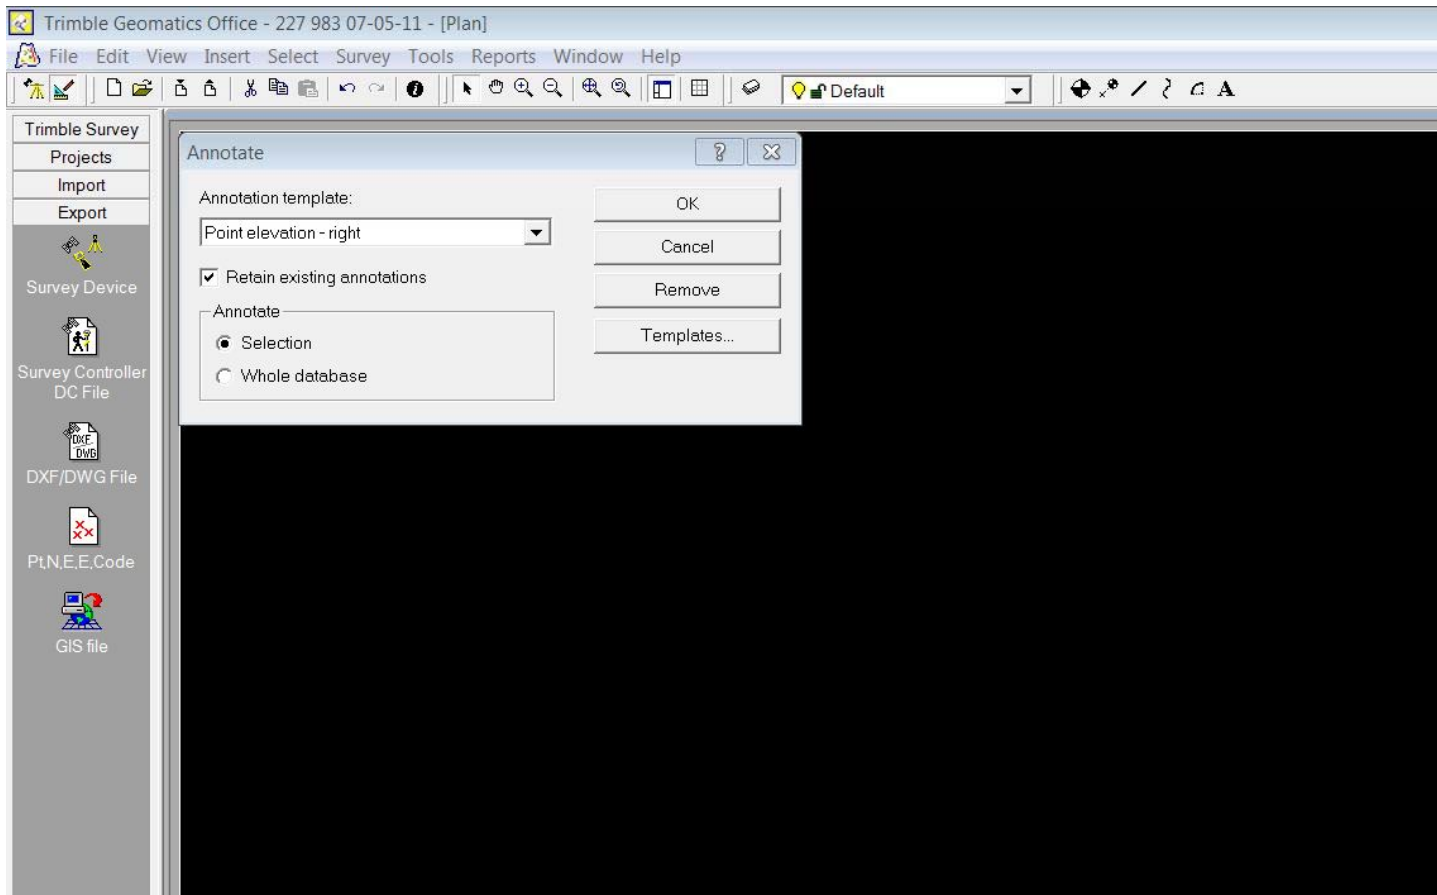 Trimble Geomatics Office - 227 983 07-05-11 - [Plan]
File Edit View Insert Select Survey Tools Reports Window Help
Default
A
Trimble Survey
Projects
Import
Export
Survey Device
Survey Controller
DC File
DXF
DWG
DXF/DWG File
Pt,N,E,E,Code
GIS file
Annotate
Annotation template:
Point elevation - right
Retain existing annotations
Annotate
Selection
Whole database
OK
Cancel
Remove
Templates...